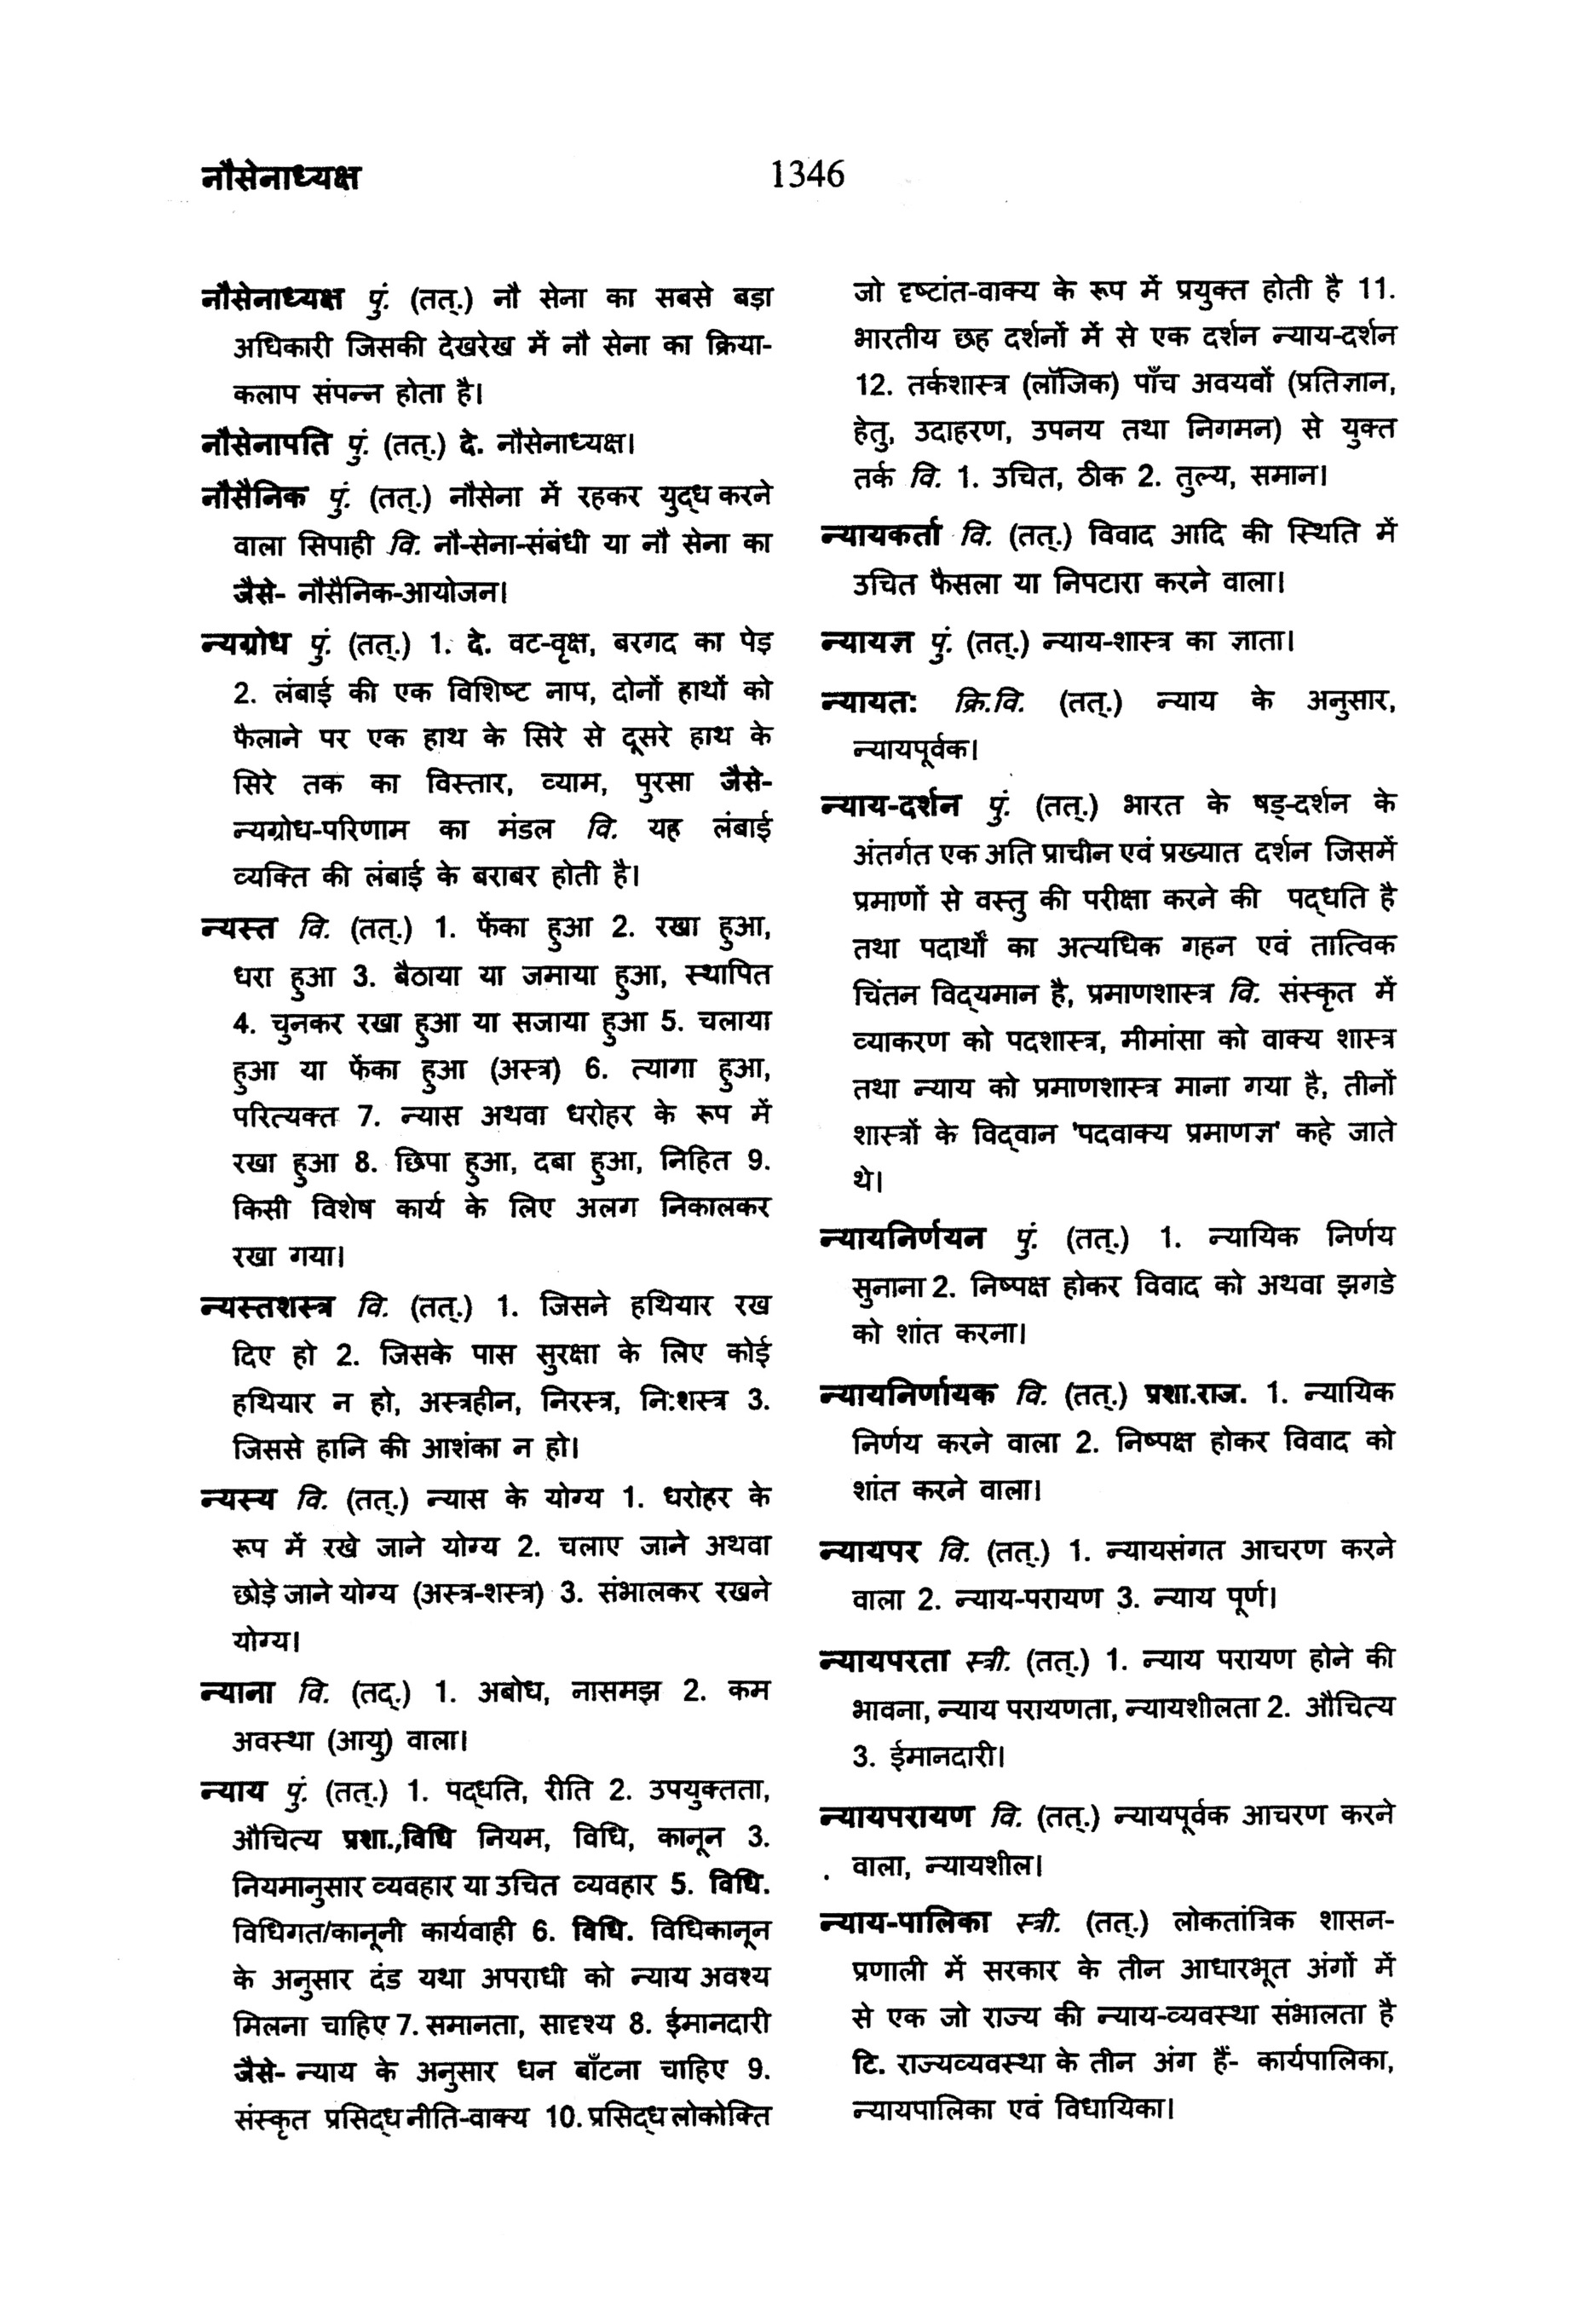 नौसेनाध्यक्ष
1346
नौसेनाध्यक्ष पुं. (तत्.) नौ सेना का सबसे बड़ा
अधिकारी जिसकी देखरेख में नौ सेना का क्रिया-
कलाप संपन्न होता है।
नौसेनापति पुं. (तत्.) दे. नौसेनाध्यक्ष।
नौसैनिक पुं. (तत्.) नौसेना में रहकर युद्ध करने
वाला सिपाही वि. नौ-सेना-संबंधी या नौ सेना का
जैसे- नौसैनिक-आयोजन।
न्यग्रोध पुं. (तत्.) 1. दे. वट-वृक्ष, बरगद का पेड़
2. लंबाई की एक विशिष्ट नाप, दोनों हाथों को
फैलाने पर एक हाथ के सिरे से दूसरे हाथ के
सिरे तक का विस्तार, व्याम, पुरसा जैसे-
न्यग्रोध-परिणाम का मंडल वि. यह लंबाई
व्यक्ति की लंबाई के बराबर होती है।
न्यस्त वि. (तत्.) 1. फेंका हुआ 2. रखा हुआ,
धरा हुआ 3. बैठाया या जमाया हुआ, स्थापित
4. चुनकर रखा हुआ या सजाया हुआ 5. चलाया
हुआ या फेंका हुआ (अस्त्र) 6. त्यागा हुआ,
परित्यक्त 7. न्यास अथवा धरोहर के रूप में
रखा हुआ 8. छिपा हुआ, दबा हुआ, निहित 9.
किसी विशेष कार्य के लिए अलग निकालकर
रखा गया।
न्यस्तशस्त्र वि. (तत्.) 1. जिसने हथियार रख
दिए हो 2. जिसके पास सुरक्षा के लिए कोई
हथियार न हो, अस्त्रहीन, निरस्त्र, नि:शस्त्र 3.
जिससे हानि की आशंका न हो।
न्यस्य वि. (तत्.) न्यास के योग्य 1. धरोहर के
रूप में रखे जाने योग्य 2. चलाए जाने अथवा
छोड़े जाने योग्य (अस्त्र-शस्त्र) 3. संभालकर रखने
योग्य।
न्याना वि. (तद्.) 1. अबोध, नासमझ 2. कम
अवस्था (आयु) वाला।
न्याय पुं. (तत्.) 1. पद्धति, रीति 2. उपयुक्तता,
औचित्य प्रशा.,विधि नियम, विधि, कानून 3.
नियमानुसार व्यवहार या उचित व्यवहार 5. विधि.
विधिगत/कानूनी कार्यवाही 6. विधि. विधिकानून
के अनुसार दंड यथा अपराधी को न्याय अवश्य
मिलना चाहिए 7. समानता, सादृश्य 8. ईमानदारी
जैसे- न्याय के अनुसार धन बाँटना चाहिए 9.
संस्कृत प्रसिद्ध नीति-वाक्य 10. प्रसिद्ध लोकोक्ति
जो दृष्टांत-वाक्य के रूप में प्रयुक्त होती है 11.
भारतीय छह दर्शनों में से एक दर्शन न्याय-दर्शन
12. तर्कशास्त्र (लॉजिक) पाँच अवयवों (प्रतिज्ञान,
हेतु, उदाहरण, उपनय तथा निगमन) से युक्त
तर्क वि. 1. उचित, ठीक 2. तुल्य, समान।
न्यायकर्ता वि. (तत्.) विवाद आदि की स्थिति में
उचित फैसला या निपटारा करने वाला।
न्यायज्ञ पुं. (तत्.) न्याय-शास्त्र का ज्ञाता।
न्यायत: क्रि.वि. (तत्.) न्याय के अनुसार,
न्यायपूर्वक।
न्याय-दर्शन पुं. (तत्.) भारत के षड्-दर्शन के
अंतर्गत एक अति प्राचीन एवं प्रख्यात दर्शन जिसमें
प्रमाणों से वस्तु की परीक्षा करने की पद्धति है
तथा पदार्थों का अत्यधिक गहन एवं तात्विक
चिंतन विद्यमान है, प्रमाणशास्त्र वि. संस्कृत में
व्याकरण को पदशास्त्र, मीमांसा को वाक्य शास्त्र
तथा न्याय को प्रमाणशास्त्र माना गया है, तीनों
शास्त्रों के विद्वान 'पदवाक्य प्रमाणज्ञ' कहे जाते
थे।
न्यायनिर्णयन पुं. (तत्.) 1. न्यायिक निर्णय
सुनाना 2. निष्पक्ष होकर विवाद को अथवा झगडे
को शांत करना।
न्यायनिर्णायक वि. (तत्.) प्रशा.राज. 1. न्यायिक
निर्णय करने वाला 2. निष्पक्ष होकर विवाद को
शांत करने वाला।
न्यायपर वि. (तत्.) 1. न्यायसंगत आचरण करने
वाला 2. न्याय-परायण 3. न्याय पूर्ण।
न्यायपरता स्त्री. (तत्.) 1. न्याय परायण होने की
भावना, न्याय परायणता, न्यायशीलता 2. औचित्य
3. ईमानदारी।
न्यायपरायण वि. (तत्.) न्यायपूर्वक आचरण करने
वाला, न्यायशील।
न्याय-पालिका स्त्री. (तत्.) लोकतांत्रिक शासन-
प्रणाली में सरकार के तीन आधारभूत अंगों में
से एक जो राज्य की न्याय-व्यवस्था संभालता है
टि. राज्यव्यवस्था के तीन अंग हैं- कार्यपालिका,
न्यायपालिका एवं विधायिका।